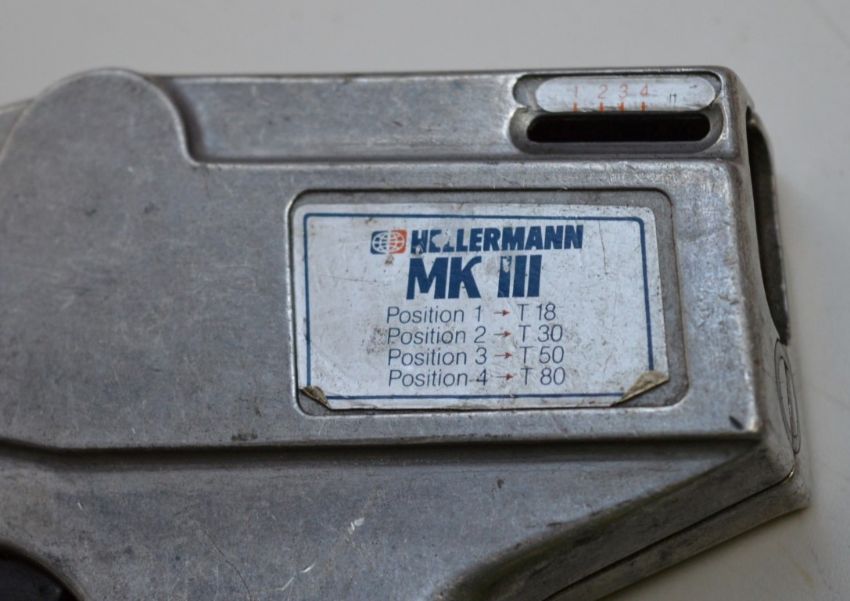 1 2 3 4
HELLERMANN
MK III
Position 1 → T 18
Position 2 → T 30
Position 3 → T 50
Position 4 → T 80